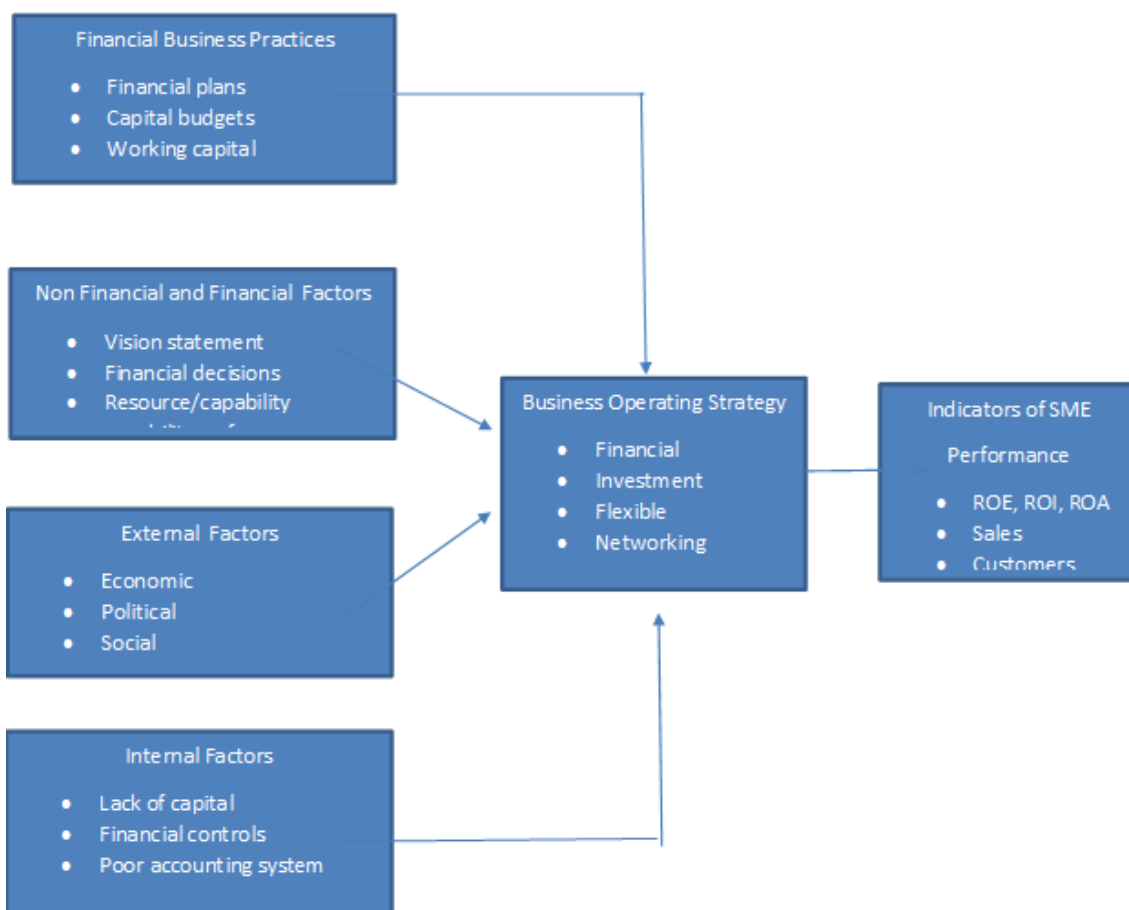 Financial Business Practices
• Financial plans
• Capital budgets
• Working capital
Non Financial and Financial Factors
• Vision statement
• Financial decisions
• Resource/capability
External Factors
• Economic
• Political
• Social
Internal Factors
• Lack of capital
• Financial controls
• Poor accounting system
Business Operating Strategy
• Financial
• Investment
• Flexible
• Networking
Indicators of SME
Performance
• ROE, ROI, ROA
• Sales
• Customers